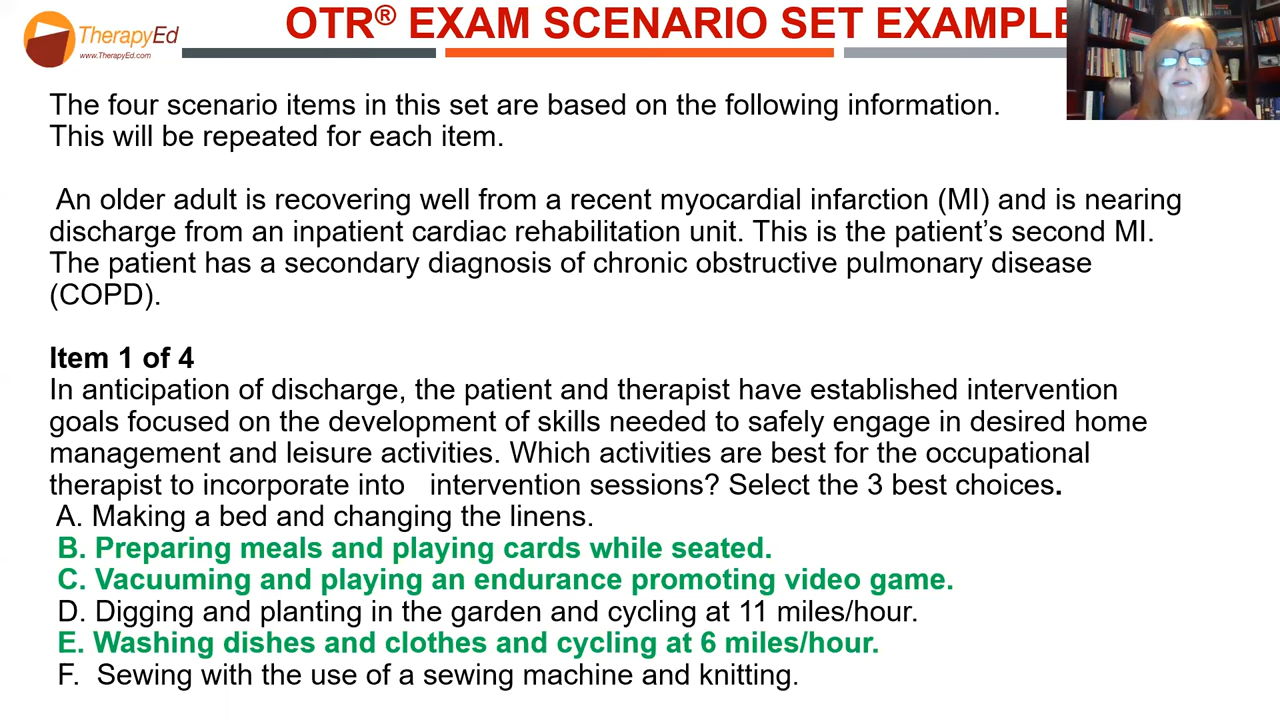 TherapyEd
www.TherapyEd.com
OTR® EXAM SCENARIO SET EXAMPLE
The four scenario items in this set are based on the following information.
This will be repeated for each item.
An older adult is recovering well from a recent myocardial infarction (MI) and is nearing
discharge from an inpatient cardiac rehabilitation unit. This is the patient’s second MI.
The patient has a secondary diagnosis of chronic obstructive pulmonary disease
(COPD).
Item 1 of 4
In anticipation of discharge, the patient and therapist have established intervention
goals focused on the development of skills needed to safely engage in desired home
management and leisure activities. Which activities are best for the occupational
therapist to incorporate into intervention sessions? Select the 3 best choices.
A. Making a bed and changing the linens.
B. Preparing meals and playing cards while seated.
C. Vacuuming and playing an endurance promoting video game.
D. Digging and planting in the garden and cycling at 11 miles/hour.
E. Washing dishes and clothes and cycling at 6 miles/hour.
F. Sewing with the use of a sewing machine and knitting.